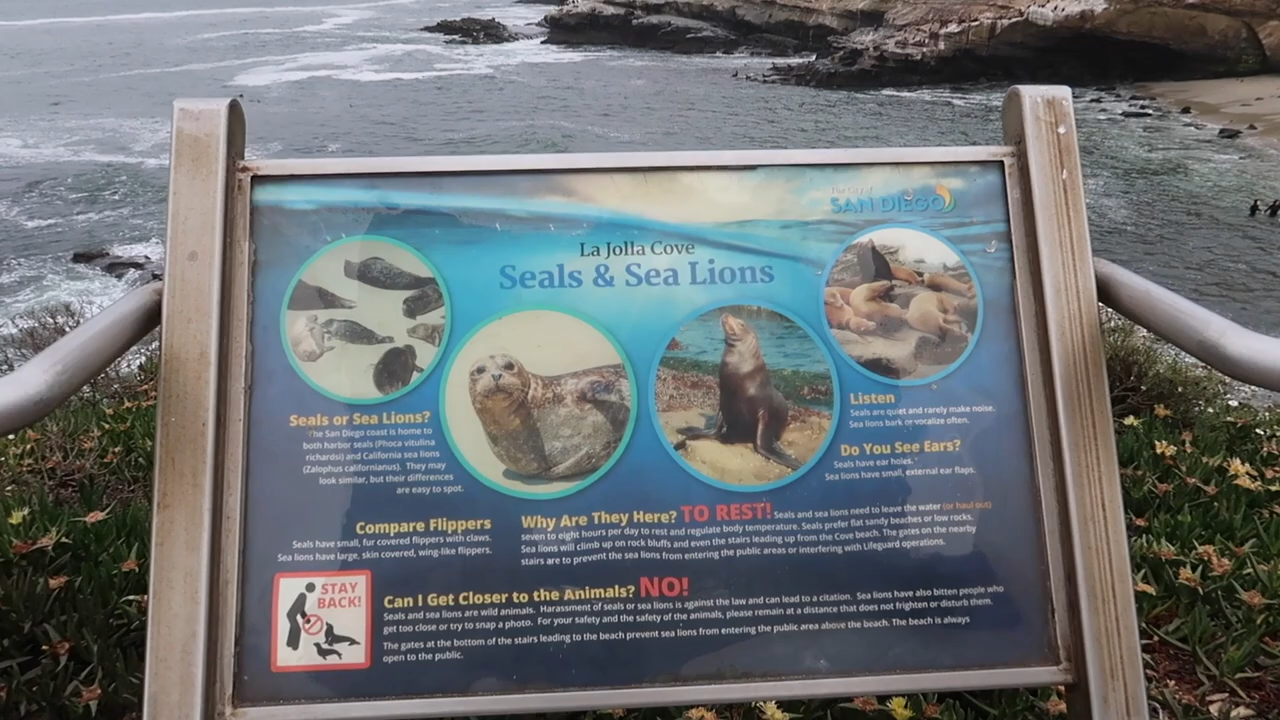 The City of
SAN DIEGO
La Jolla Cove
Seals & Sea Lions
Seals or Sea Lions?
The San Diego coast is home to
both harbor seals (Phoca vitulina
richardsi) and California sea lions
(Zalophus californianus). They may
look similar, but their differences
are easy to spot.
Listen
Seals are quiet and rarely make noise.
Sea lions bark or vocalize often.
Do You See Ears?
Seals have ear holes.
Sea lions have small, external ear flaps.
Compare Flippers
Seals have small, fur covered flippers with claws.
Sea lions have large, skin covered, wing-like flippers.
Why Are They Here? TO REST! Seals and sea lions need to leave the water (or haul out)
seven to eight hours per day to rest and regulate body temperature. Seals prefer flat sandy beaches or low rocks.
Sea lions will climb up on rock bluffs and even the stairs leading up from the Cove beach. The gates on the nearby
stairs are to prevent the sea lions from entering the public areas or interfering with Lifeguard operations.
STAY
BACK!
Can I Get Closer to the Animals? NO!
Seals and sea lions are wild animals. Harassment of seals or sea lions is against the law and can lead to a citation. Sea lions have also bitten people who
get too close or try to snap a photo. For your safety and the safety of the animals, please remain at a distance that does not frighten or disturb them.
The gates at the bottom of the stairs leading to the beach prevent sea lions from entering the public area above the beach. The beach is always
open to the public.